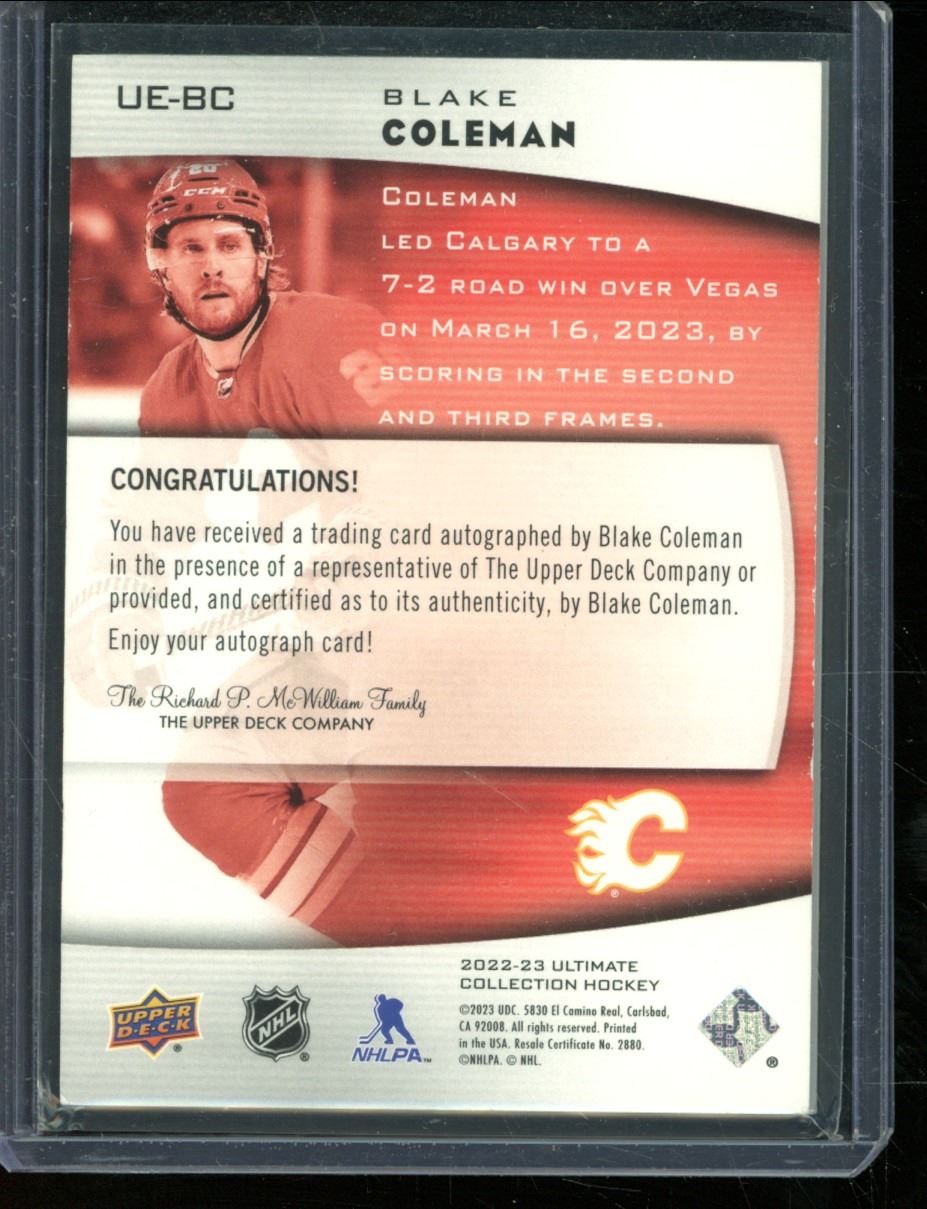 UE-BC
BLAKE
COLEMAN
20
CCM
COLEMAN
LED CALGARY TO A
7-2 ROAD WIN OVER VEGAS
ON MARCH 16, 2023, BY
SCORING IN THE SECOND
AND THIRD FRAMES.
CONGRATULATIONS!
You have received a trading card autographed by Blake Coleman
in the presence of a representative of The Upper Deck Company or
provided, and certified as to its authenticity, by Blake Coleman.
Enjoy your autograph card!
The Richard P. McWilliam Family
THE UPPER DECK COMPANY
C
®
2022-23 ULTIMATE
COLLECTION HOCKEY
©2023 UDC. 5830 El Camino Real, Carlsbad,
CA 92008. All rights reserved. Printed
in the USA. Resale Certificate No. 2880.
©NHLPA. © NHL.
UPPER
D·E·C·K ®
NHL ®
NHLPA™
®